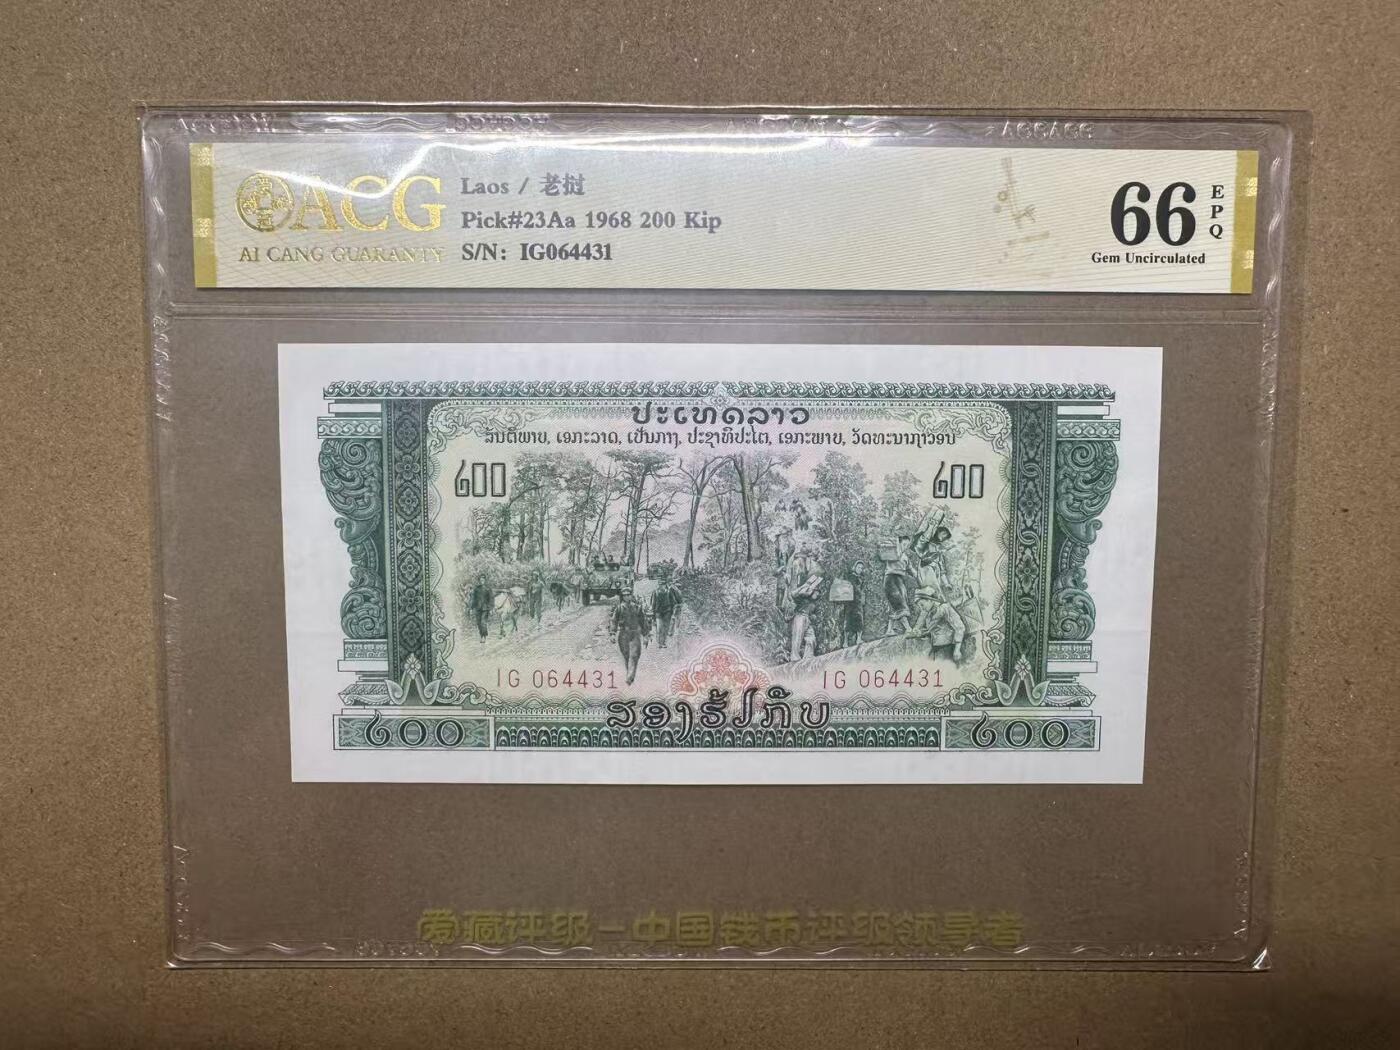 ACG
AI CANG GUARANTY
Laos / 老挝
Pick#23Aa 1968 200 Kip
S/N: IG064431
66 EPQ
Gem Uncirculated
ປະເທດລາວ
ສັນຕິພາບ, ເອກະລາດ, ເປັນກາງ, ປະຊາທິປະໄຕ, ເອກະພາບ, ວັດທະນາຖາວອນ
໒໐໐ ໒໐໐
IG 064431 IG 064431
ສອງຮ້ອຍກີບ
໒໐໐ ໒໐໐
爱藏评级-中国钱币评级领导者